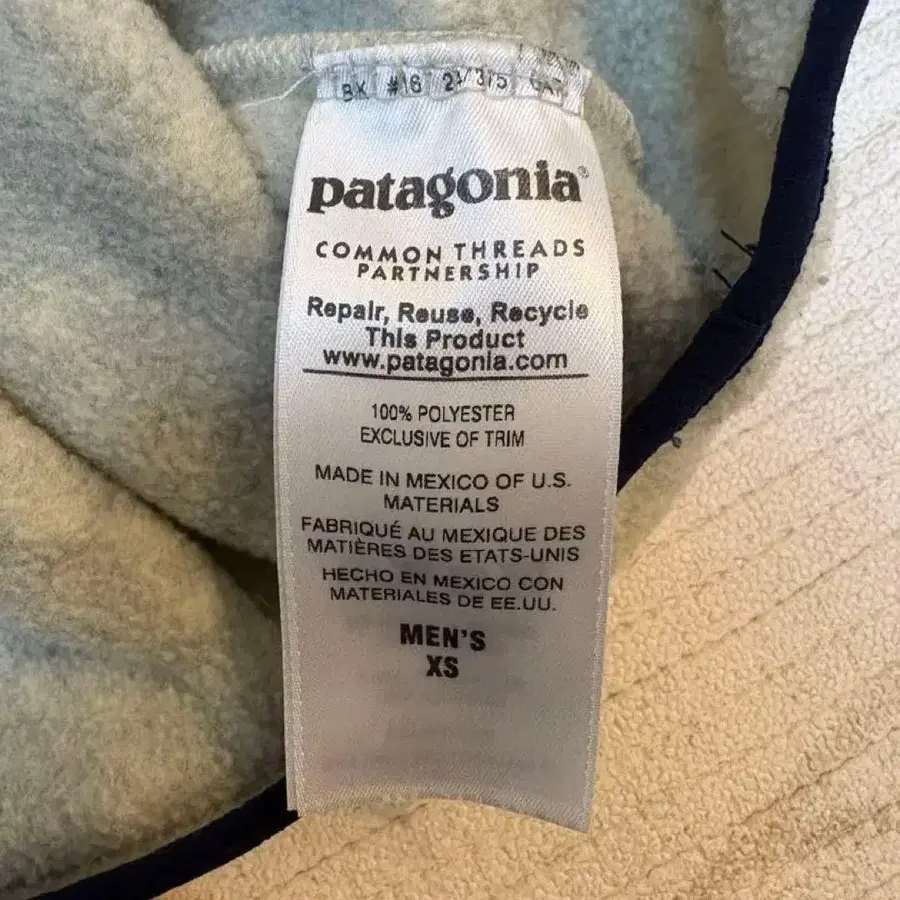 BK #16
patagonia®
COMMON THREADS
PARTNERSHIP
Repair, Reuse, Recycle
This Product
www.patagonia.com
100% POLYESTER
EXCLUSIVE OF TRIM
MADE IN MEXICO OF U.S.
MATERIALS
FABRIQUÉ AU MEXIQUE DES
MATIÈRES DES ETATS-UNIS
HECHO EN MEXICO CON
MATERIALES DE EE.UU.
MEN'S
XS